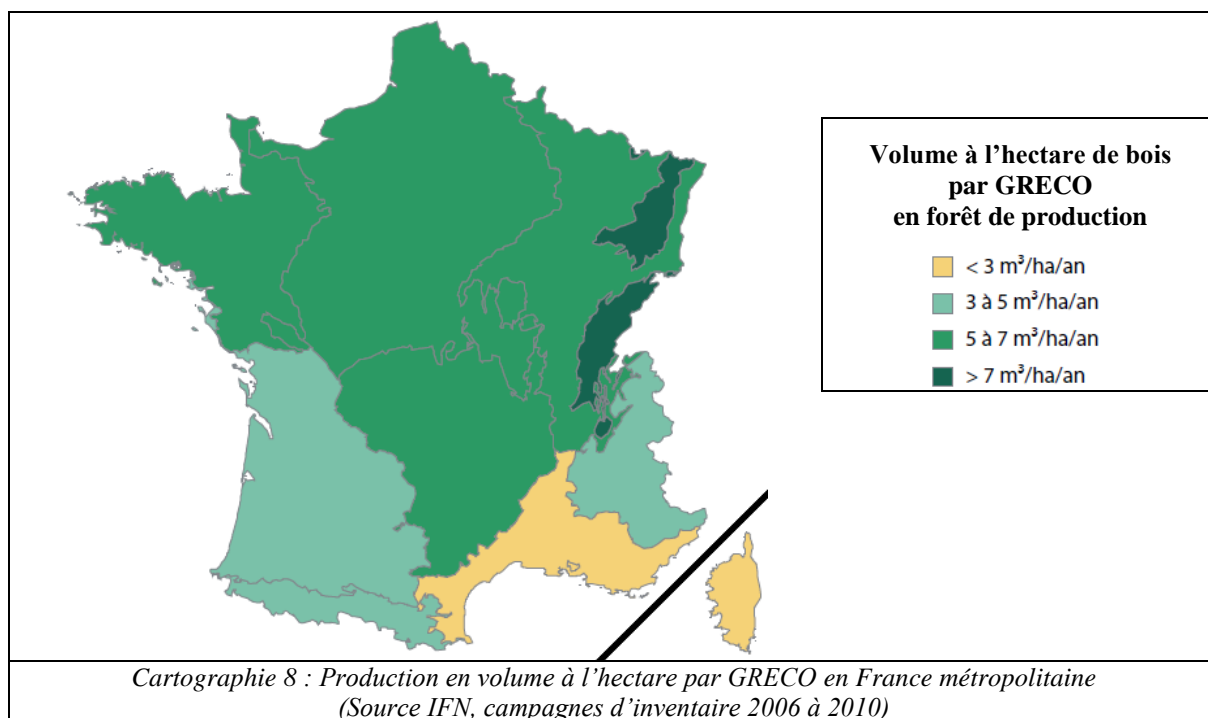 Volume à l'hectare de bois
par GRECO
en forêt de production
< 3 m³/ha/an
3 à 5 m³/ha/an
5 à 7 m³/ha/an
> 7 m³/ha/an
Cartographie 8 : Production en volume à l'hectare par GRECO en France métropolitaine
(Source IFN, campagnes d'inventaire 2006 à 2010)